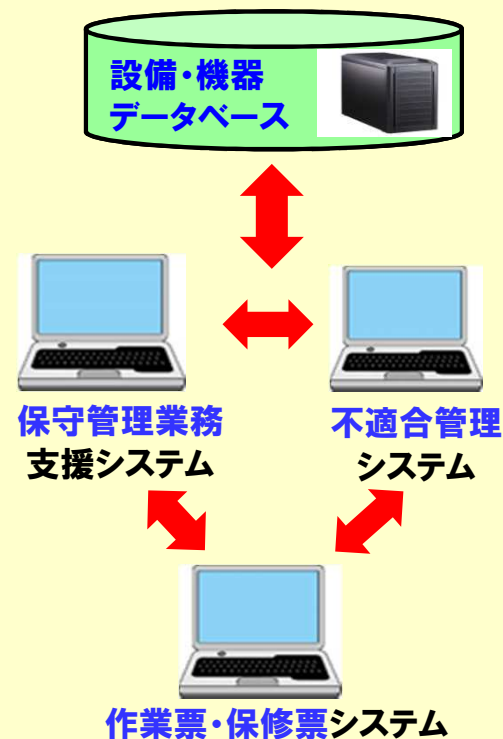 設備・機器
データベース
保守管理業務
支援システム
不適合管理
システム
作業票・保修票システム